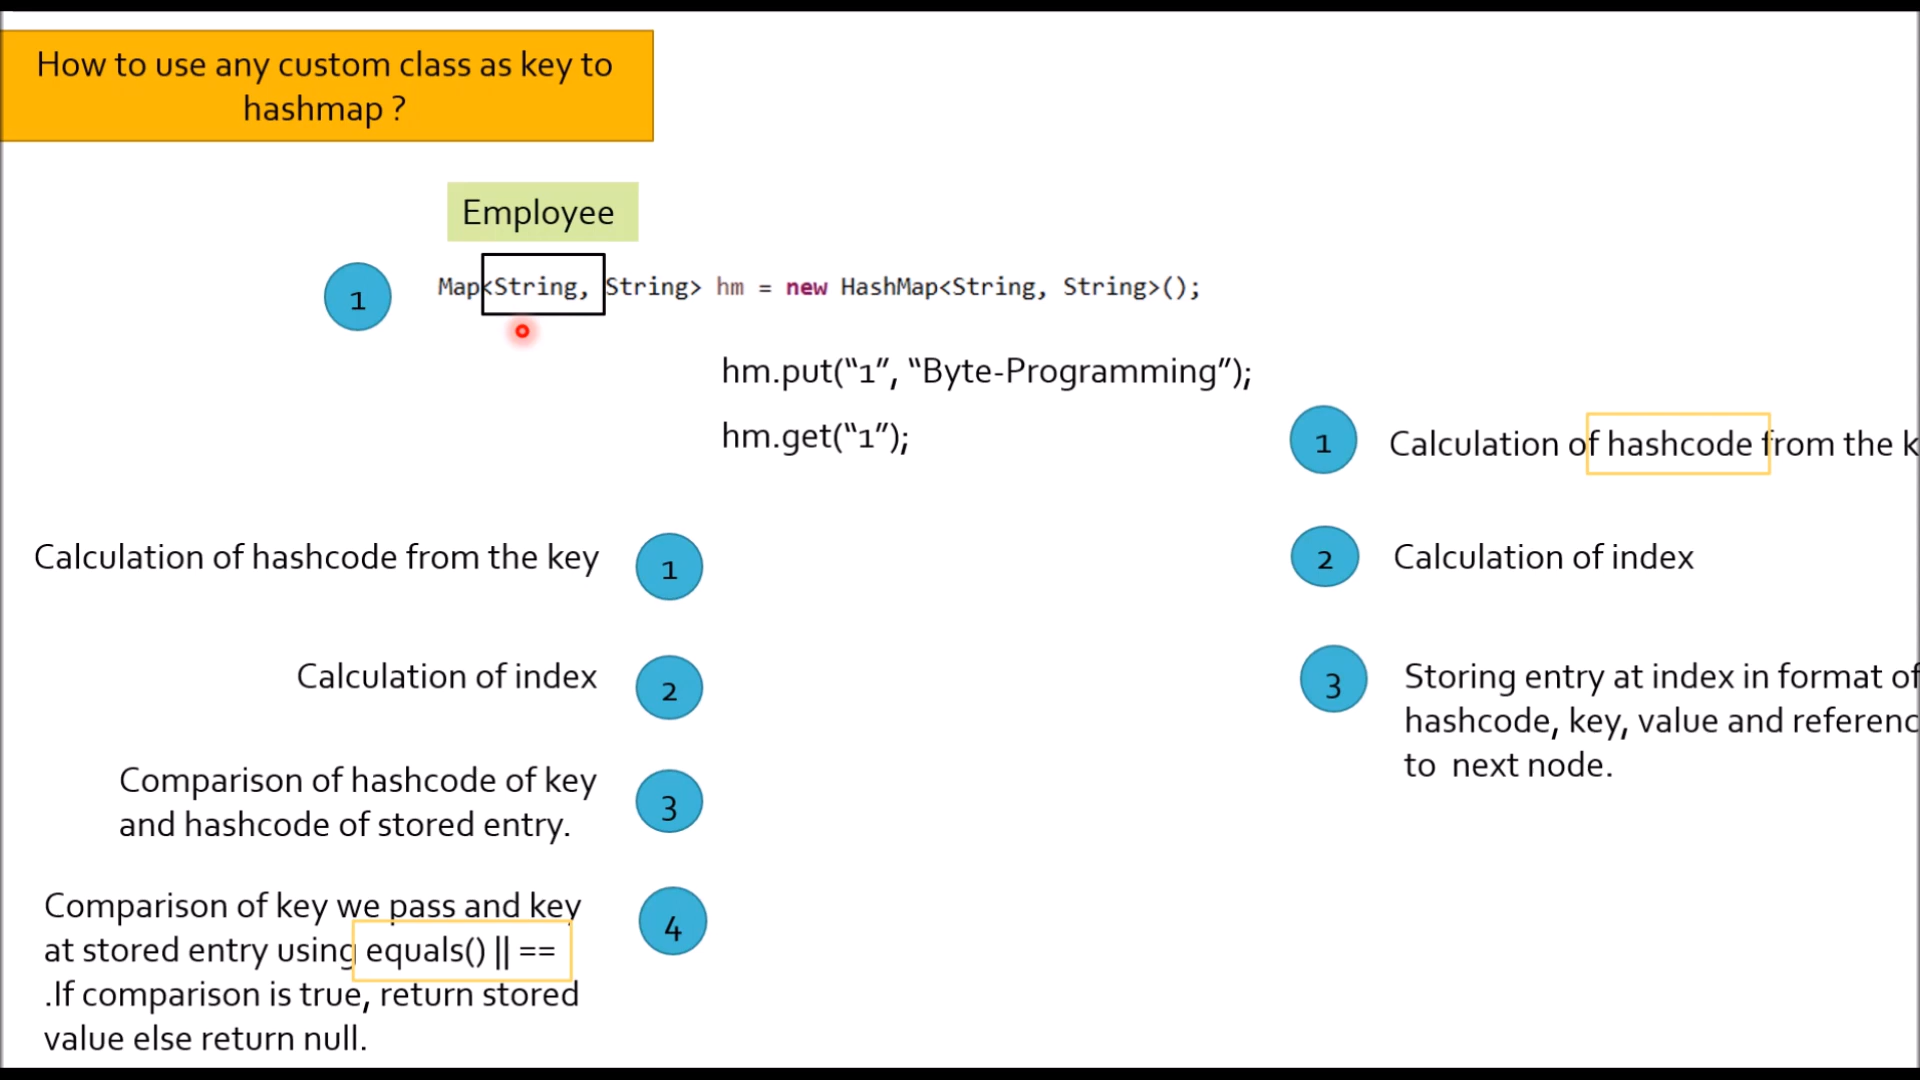 How to use any custom class as key to
hashmap ?
Employee
1
Map<String, String> hm = new HashMap<String, String>();
hm.put(“1”, “Byte-Programming”);
hm.get(“1”);
1
Calculation of hashcode from the k
Calculation of hashcode from the key
1
2
Calculation of index
Calculation of index
2
3
Storing entry at index in format of
hashcode, key, value and referenc
to next node.
Comparison of hashcode of key
and hashcode of stored entry.
3
Comparison of key we pass and key
at stored entry using equals() || ==
.If comparison is true, return stored
value else return null.
4